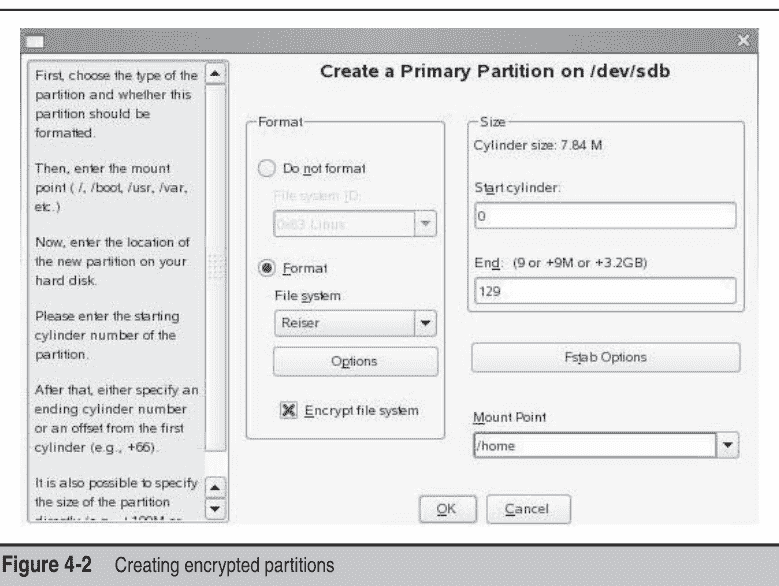 Create a Primary Partition on /dev/sdb
First, choose the type of the
partition and whether this
partition should be
formatted.
Then, enter the mount
point ( /, /boot, /usr, /var,
etc.)
Now, enter the location of
the new partition on your
hard disk.
Please enter the starting
cylinder number of the
partition.
After that, either specify an
ending cylinder number
or an offset from the first
cylinder (e.g., +66).
It is also possible to specify
the size of the partition
Format
Do not format
File system ID:
0x83 Linux
Format
File system
Reiser
Options
Encrypt file system
Size
Cylinder size: 7.84 M
Start cylinder:
0
End: (9 or +9M or +3.2GB)
129
Fstab Options
Mount Point
/home
OK
Cancel
Figure 4-2 Creating encrypted partitions